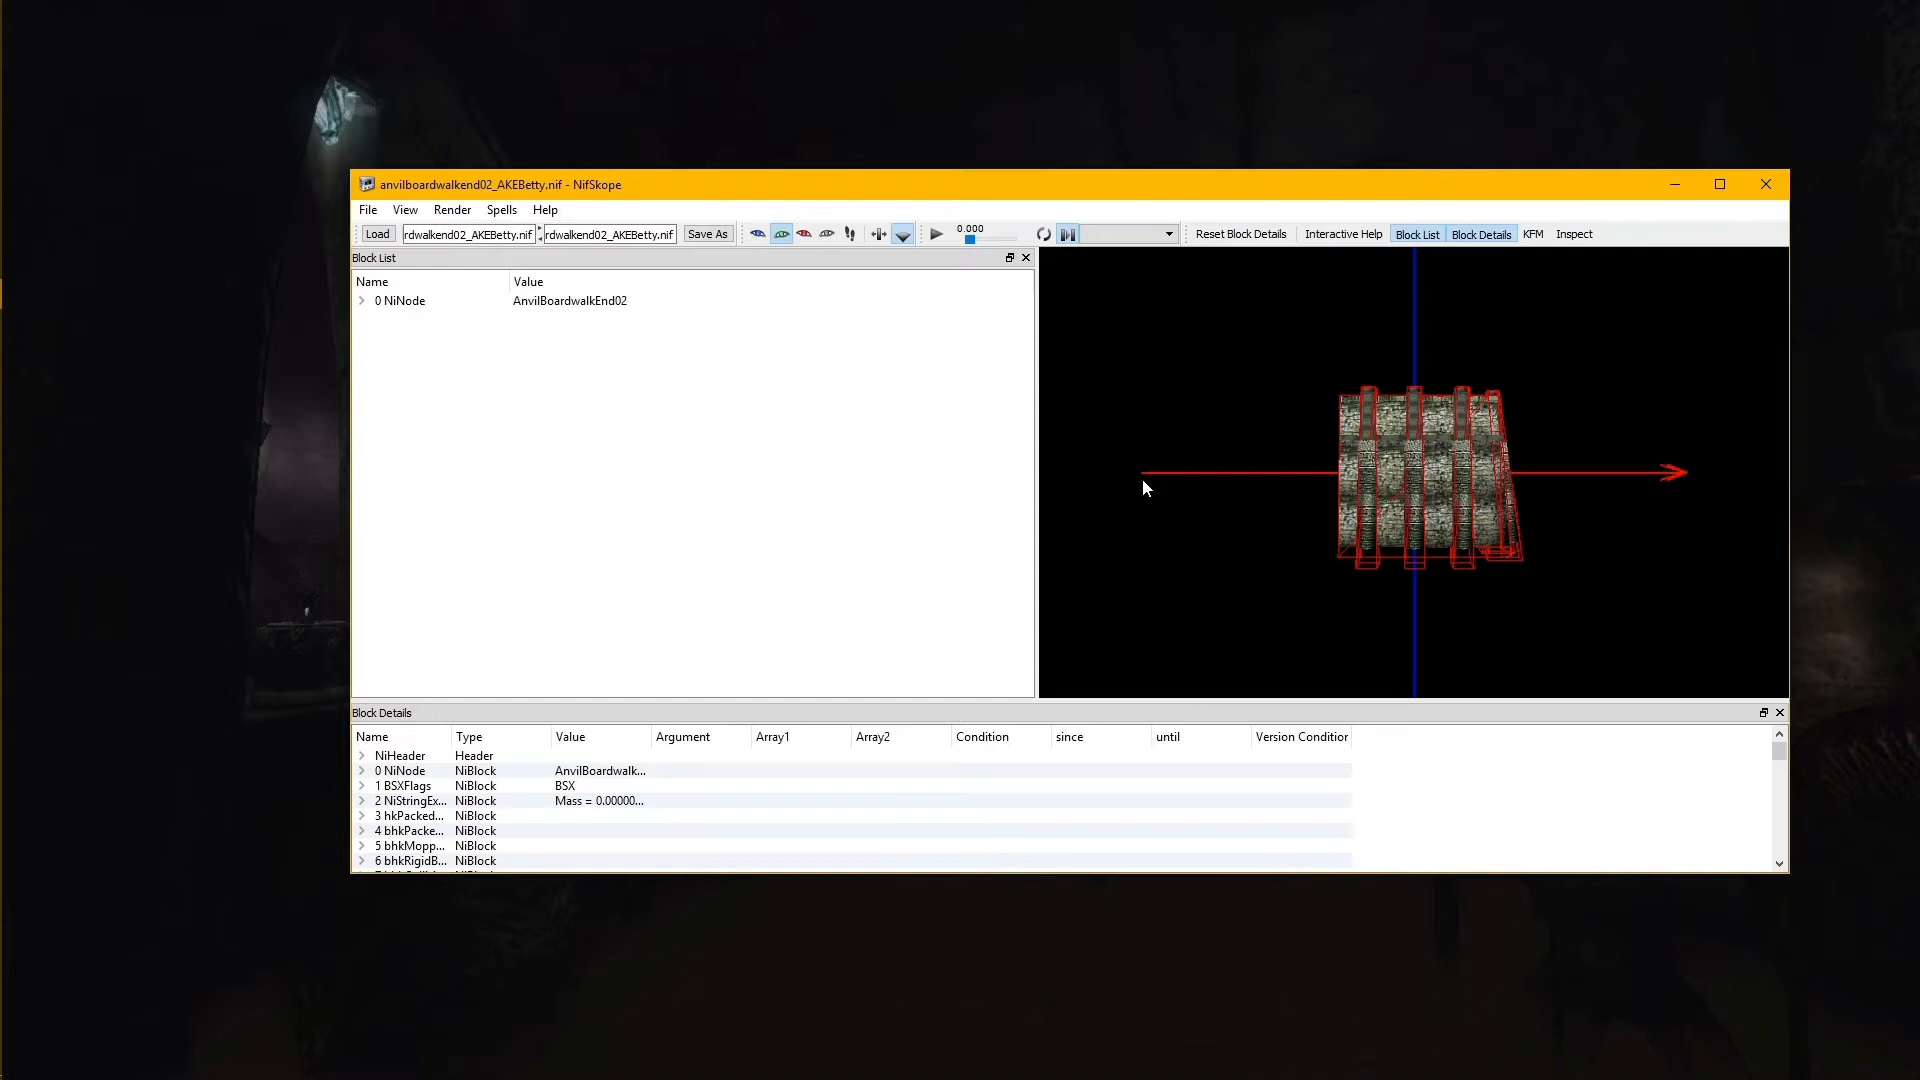 anvilboardwalkend02_AKEBetty.nif - NifSkope
File View Render Spells Help
Load rdwalkend02_AKEBetty.nif rdwalkend02_AKEBetty.nif Save As 0.000 Reset Block Details Interactive Help Block List Block Details KFM Inspect
Block List
Name Value
0 NiNode AnvilBoardwalkEnd02
Block Details
Name Type Value Argument Array1 Array2 Condition since until Version Condition
NiHeader Header
0 NiNode NiBlock AnvilBoardwalk...
1 BSXFlags NiBlock BSX
2 NiStringEx... NiBlock Mass = 0.00000...
3 hkPacked... NiBlock
4 bhkPacke... NiBlock
5 bhkMopp... NiBlock
6 bhkRigidB... NiBlock